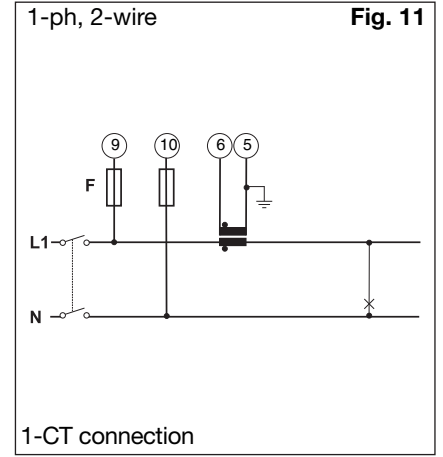 1-ph, 2-wire Fig. 11
9 10 6 5
F
L1
N
1-CT connection